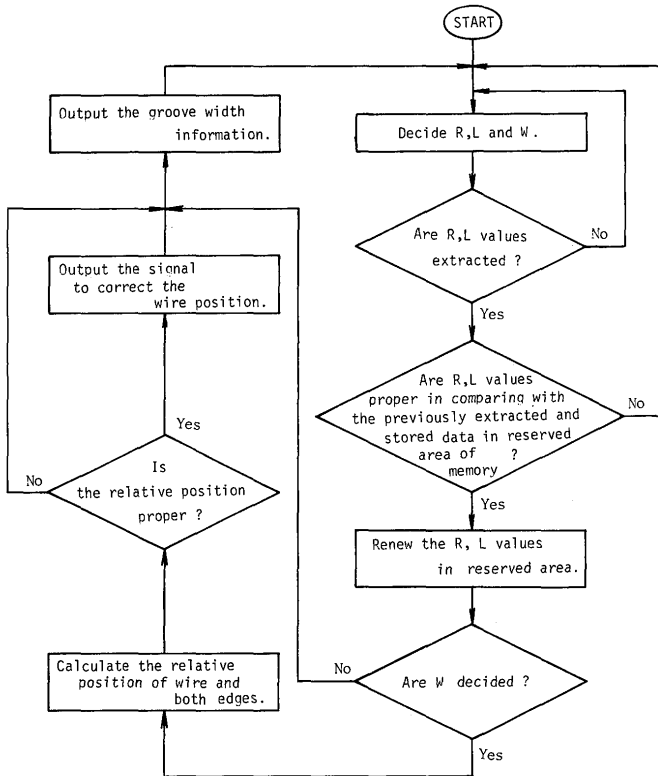 START
Decide R,L and W.
Are R,L values
extracted ?
No
Yes
Are R,L values
proper in comparing with
the previously extracted and
stored data in reserved
area of ?
memory
No
Yes
Renew the R, L values
in reserved area.
Are W decided ?
No
Yes
Calculate the relative
position of wire and
both edges.
Is
the relative position
proper ?
No
Yes
Output the signal
to correct the
wire position.
Output the groove width
information.